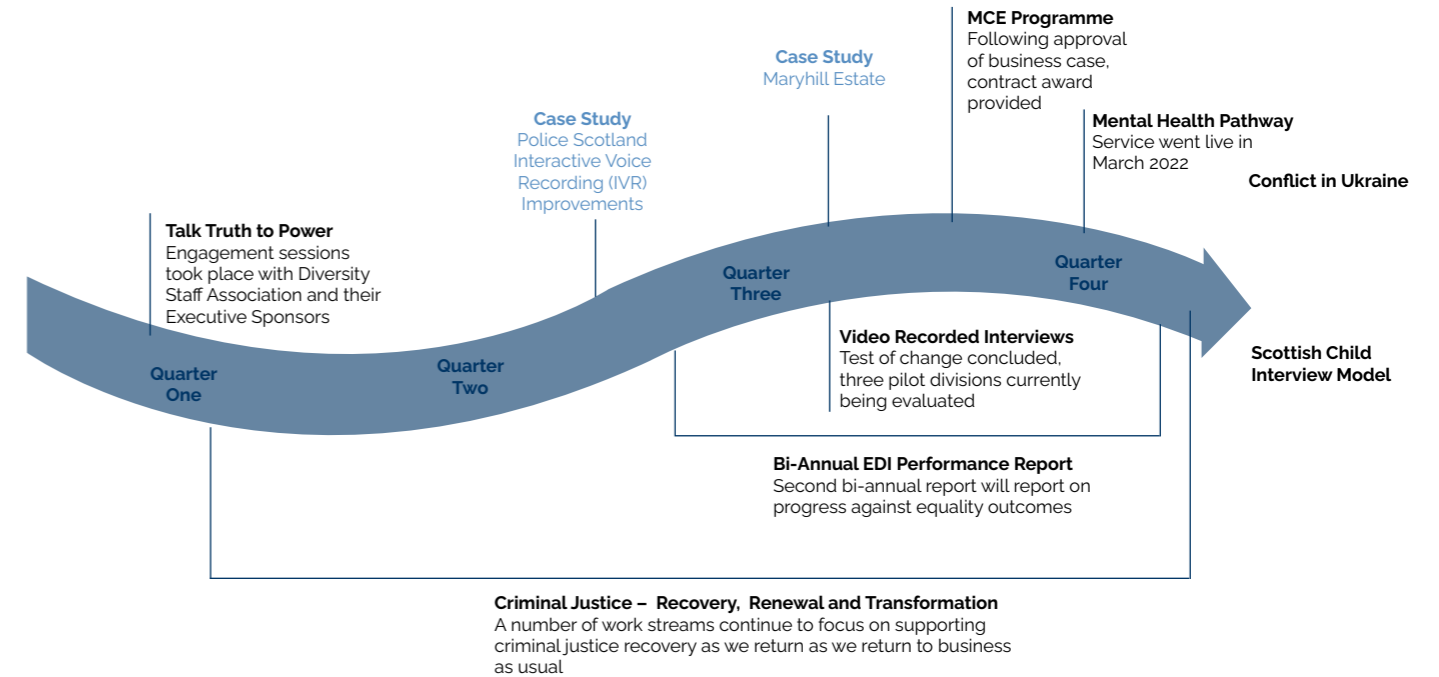 MCE Programme
Following approval
of business case,
contract award
provided
Case Study
Maryhill Estate
Case Study
Police Scotland
Interactive Voice
Recording (IVR)
Improvements
Mental Health Pathway
Service went live in
March 2022
Conflict in Ukraine
Talk Truth to Power
Engagement sessions
took place with Diversity
Staff Association and their
Executive Sponsors
Quarter
One
Quarter
Two
Quarter
Three
Quarter
Four
Video Recorded Interviews
Test of change concluded,
three pilot divisions currently
being evaluated
Scottish Child
Interview Model
Bi-Annual EDI Performance Report
Second bi-annual report will report on
progress against equality outcomes
Criminal Justice – Recovery, Renewal and Transformation
A number of work streams continue to focus on supporting
criminal justice recovery as we return as we return to business
as usual